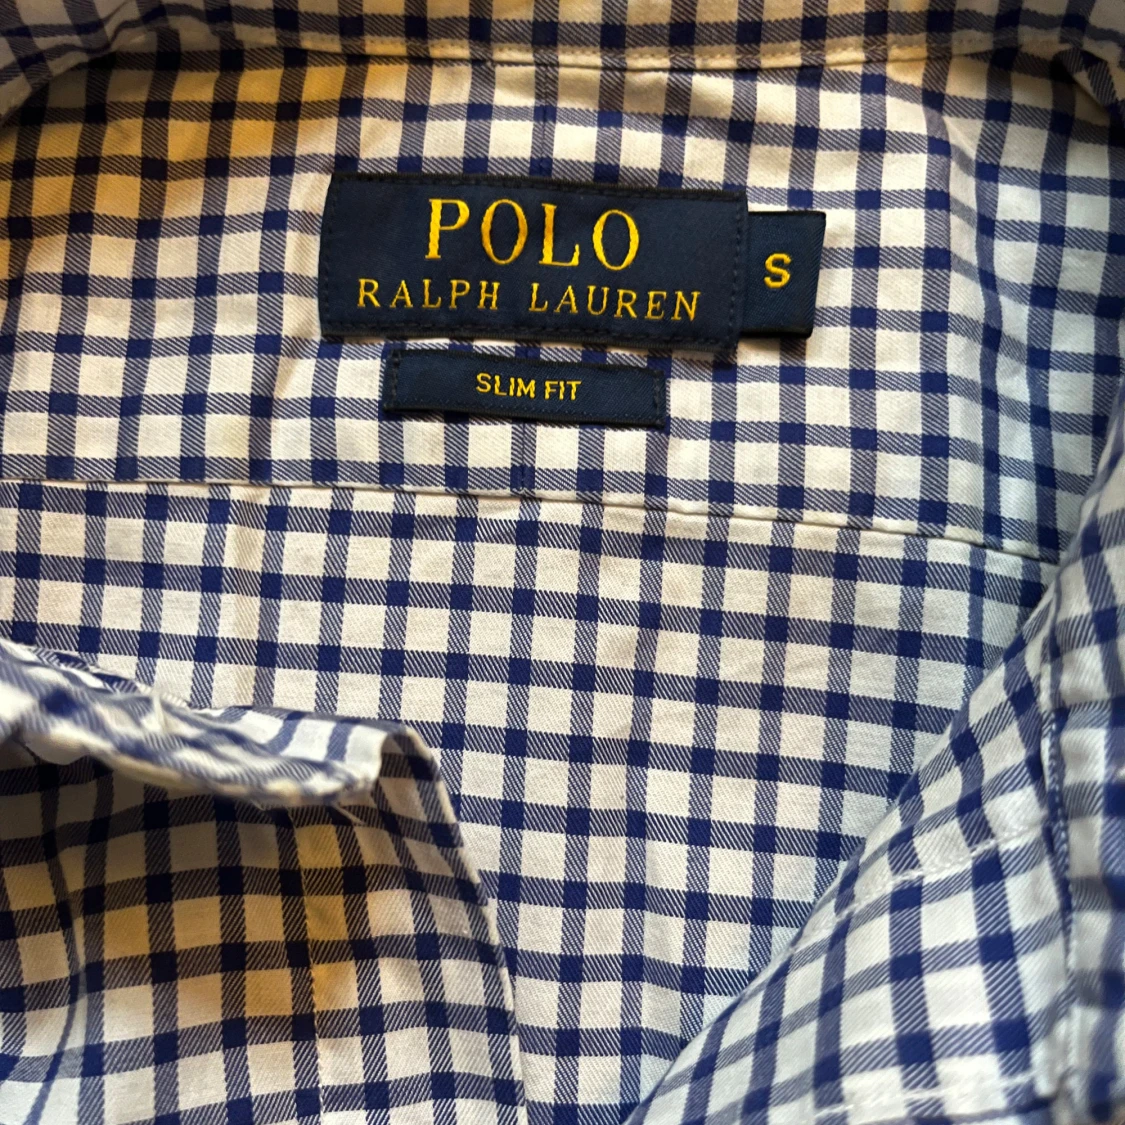 POLO
RALPH LAUREN
S
SLIM FIT